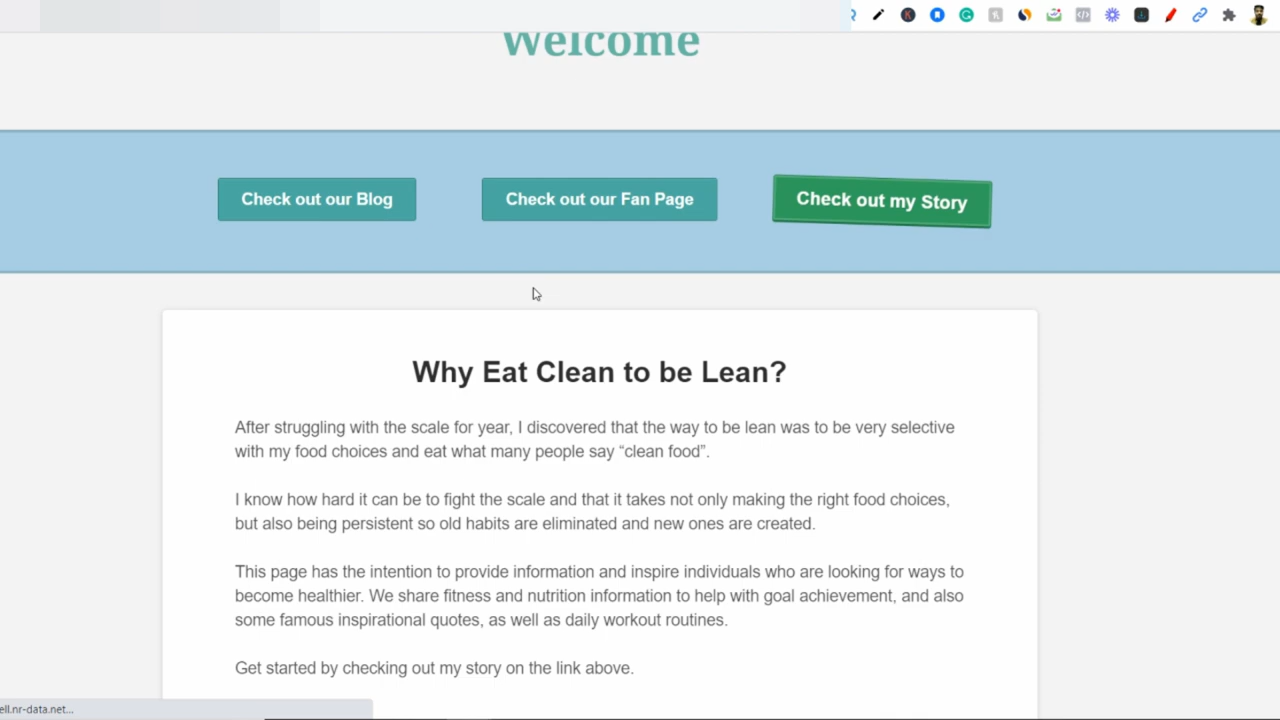 Welcome
Check out our Blog
Check out our Fan Page
Check out my Story
Why Eat Clean to be Lean?
After struggling with the scale for year, I discovered that the way to be lean was to be very selective
with my food choices and eat what many people say “clean food”.
I know how hard it can be to fight the scale and that it takes not only making the right food choices,
but also being persistent so old habits are eliminated and new ones are created.
This page has the intention to provide information and inspire individuals who are looking for ways to
become healthier. We share fitness and nutrition information to help with goal achievement, and also
some famous inspirational quotes, as well as daily workout routines.
Get started by checking out my story on the link above.
ell.nr-data.net...